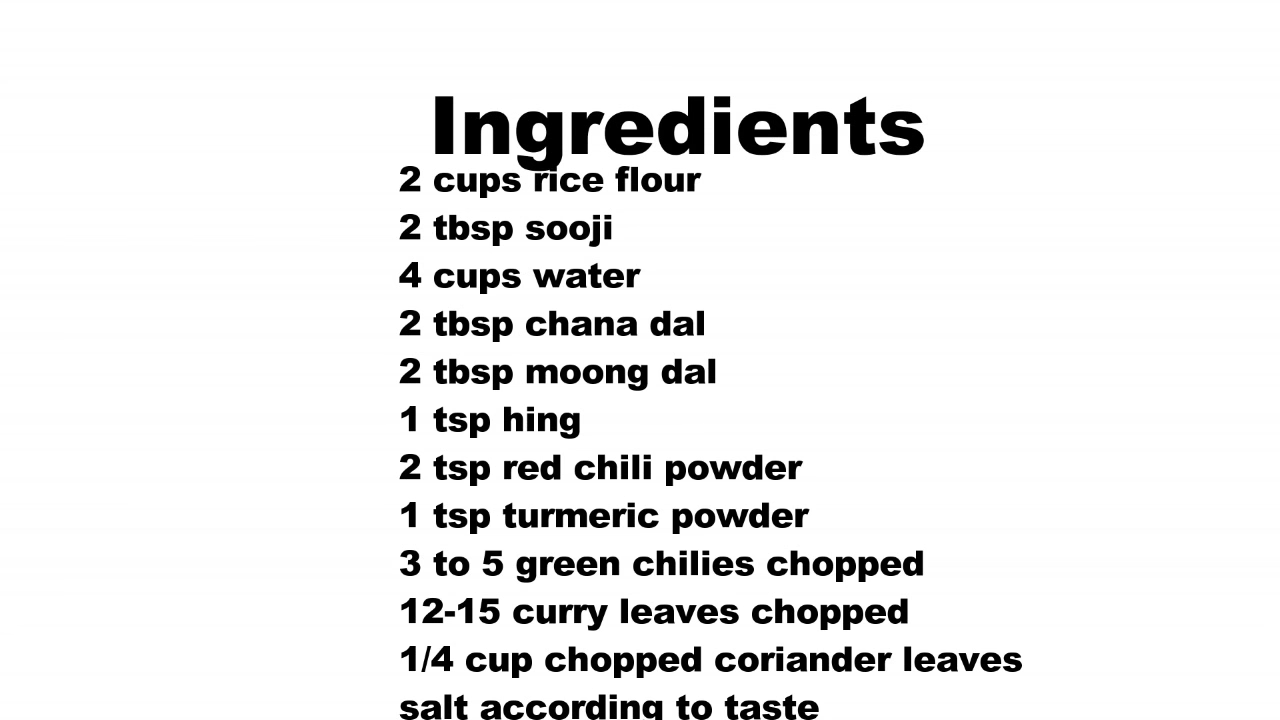 Ingredients
2 cups rice flour
2 tbsp sooji
4 cups water
2 tbsp chana dal
2 tbsp moong dal
1 tsp hing
2 tsp red chili powder
1 tsp turmeric powder
3 to 5 green chilies chopped
12-15 curry leaves chopped
1/4 cup chopped coriander leaves
salt according to taste